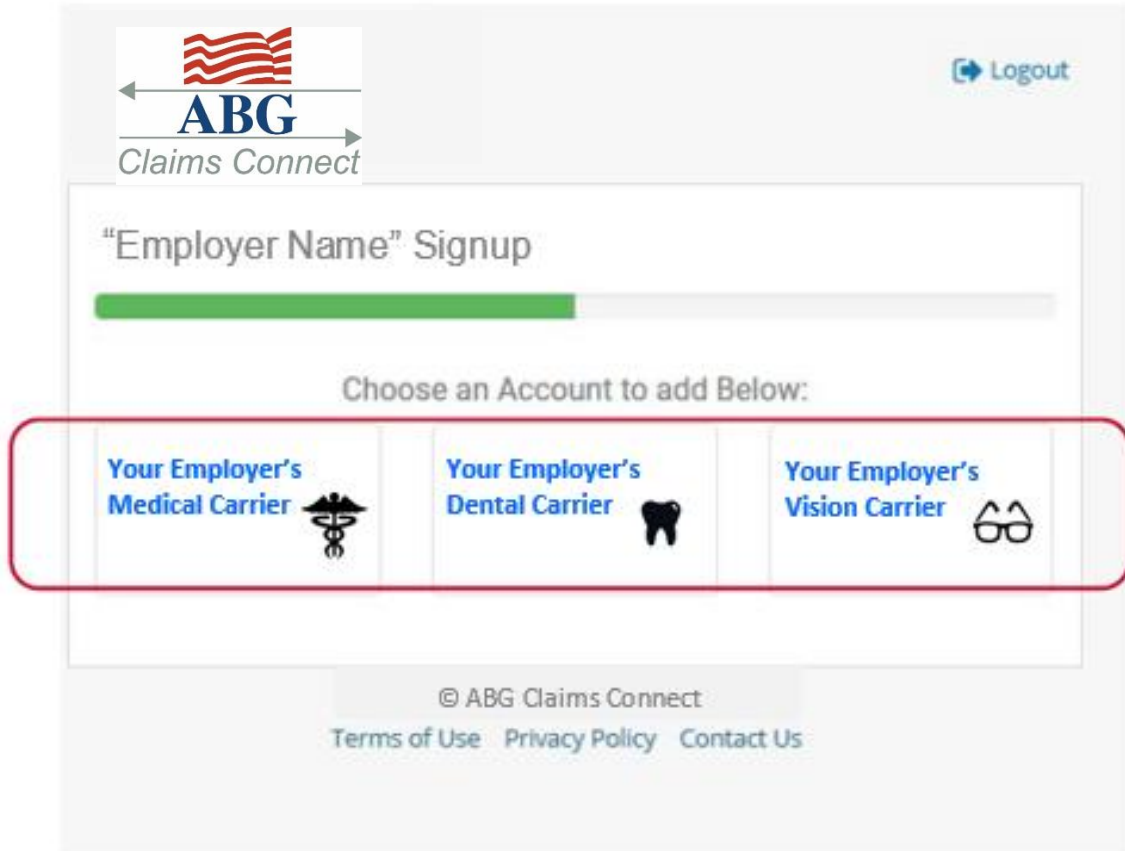 ABG
Claims Connect
Logout
“Employer Name” Signup
Choose an Account to add Below:
Your Employer’s
Medical Carrier
Your Employer’s
Dental Carrier
Your Employer’s
Vision Carrier
© ABG Claims Connect
Terms of Use Privacy Policy Contact Us